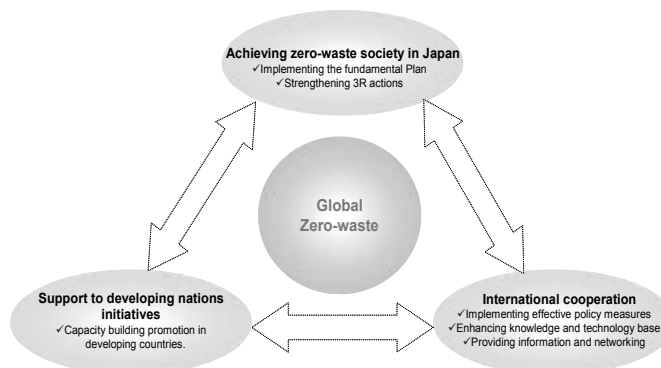 Achieving zero-waste society in Japan
✓Implementing the fundamental Plan
✓Strengthening 3R actions
Global
Zero-waste
Support to developing nations
initiatives
✓Capacity building promotion in
developing countries.
International cooperation
✓Implementing effective policy measures
✓Enhancing knowledge and technology base
✓Providing information and networking